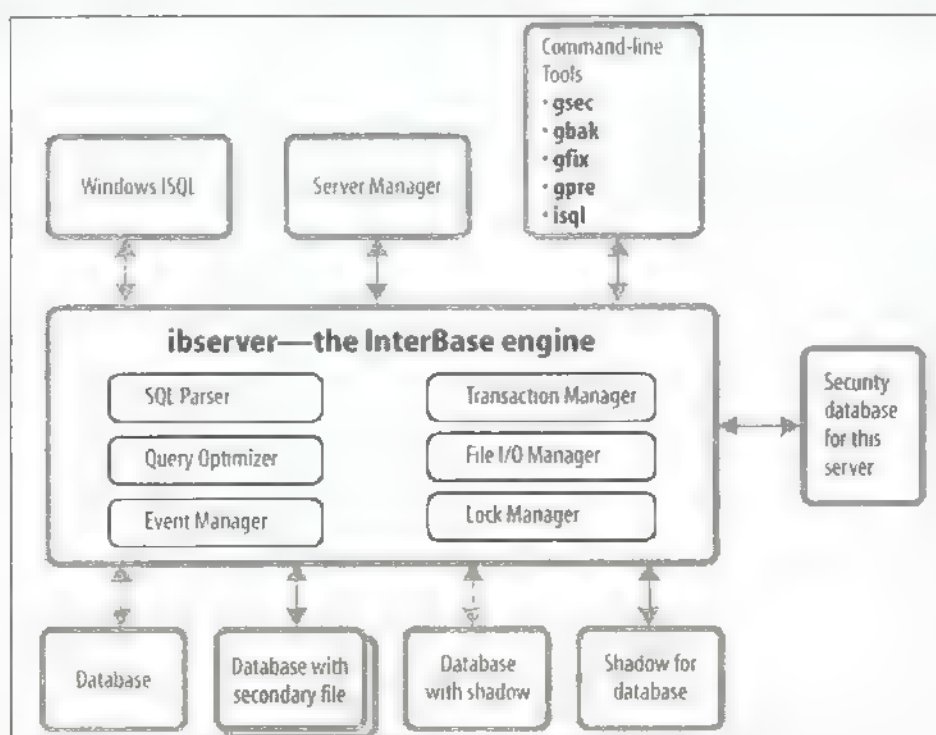 Command-line
Tools
• gsec
• gbak
• gfix
• gpre
• isql
Windows ISQL
Server Manager
ibserver—the InterBase engine
SQL Parser
Transaction Manager
Query Optimizer
File I/O Manager
Event Manager
Lock Manager
Security
database
for this
server
Database
Database with
secondary file
Database
with shadow
Shadow for
database